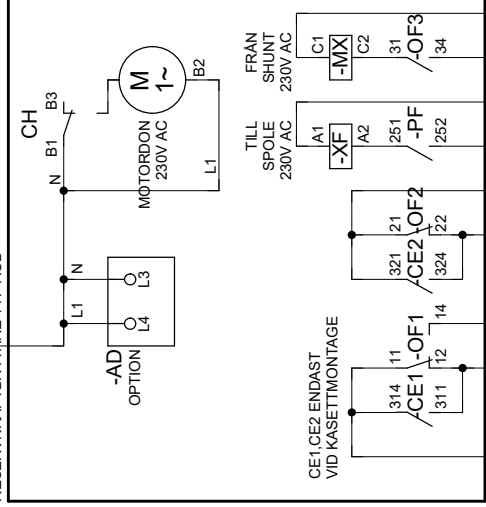 CH
B1
B3
N
M
1~
B2
MOTORDON
230V AC
L1
N
L1
L3
L4
-AD
OPTION
FRÅN
SHUNT
230V AC
C1
-MX
C2
31
-OF3
34
TILL
SPOLE
230V AC
A1
-XF
A2
251
-PF
252
21
-OF2
22
321
-CE2
324
11
-OF1
12
14
314
-CE1
311
CE1,CE2 ENDAST
VID KASETTMONTAGE